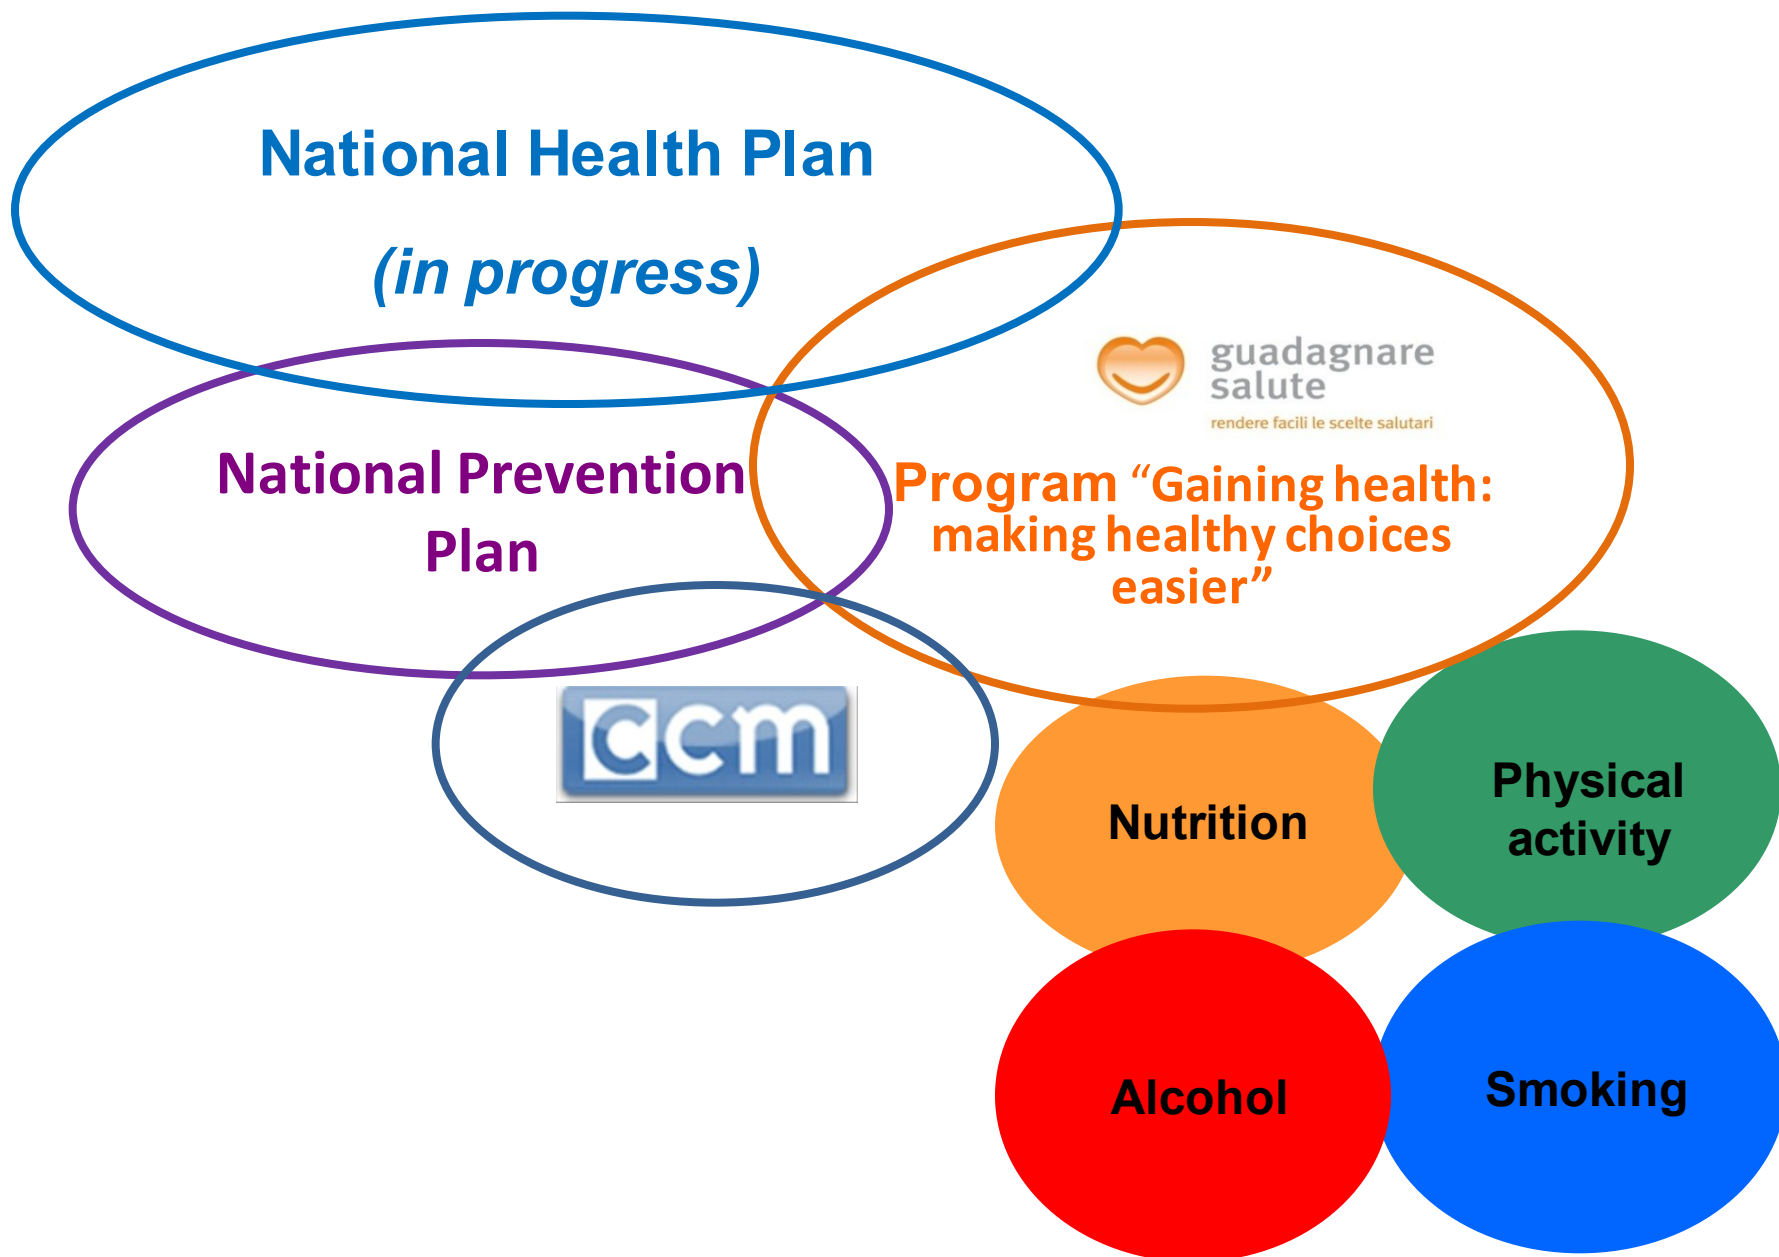 National Health Plan
(in progress)
guadagnare
salute
rendere facili le scelte salutari
National Prevention
Plan
Program “Gaining health:
making healthy choices
easier”
ccm
Nutrition
Physical
activity
Alcohol
Smoking